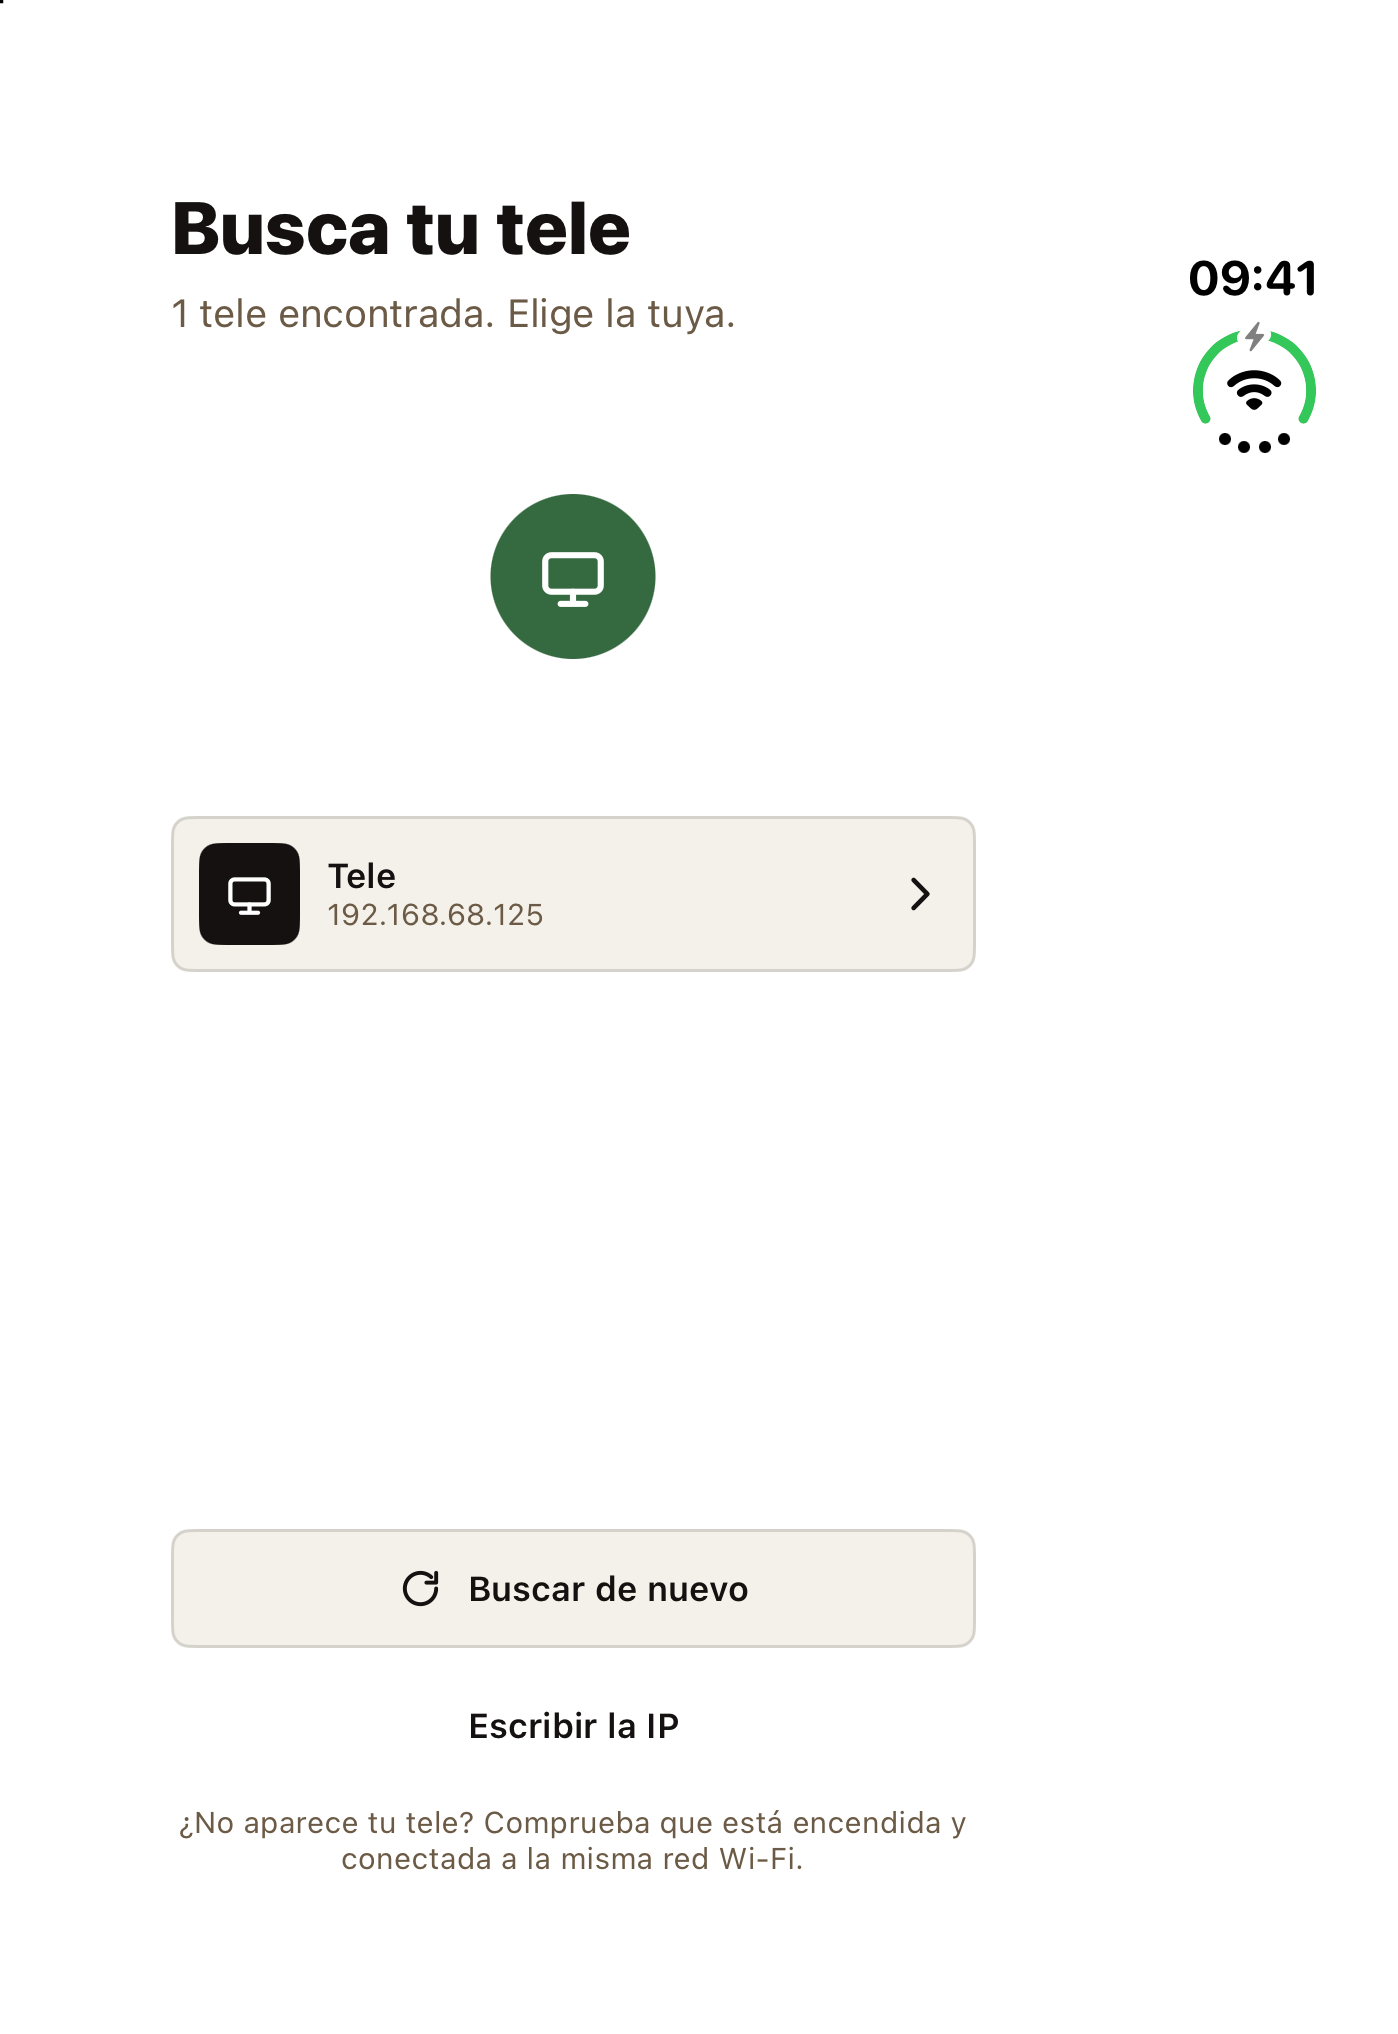 Busca tu tele
1 tele encontrada. Elige la tuya.
09:41
Tele
192.168.68.125
Buscar de nuevo
Escribir la IP
¿No aparece tu tele? Comprueba que está encendida y
conectada a la misma red Wi-Fi.